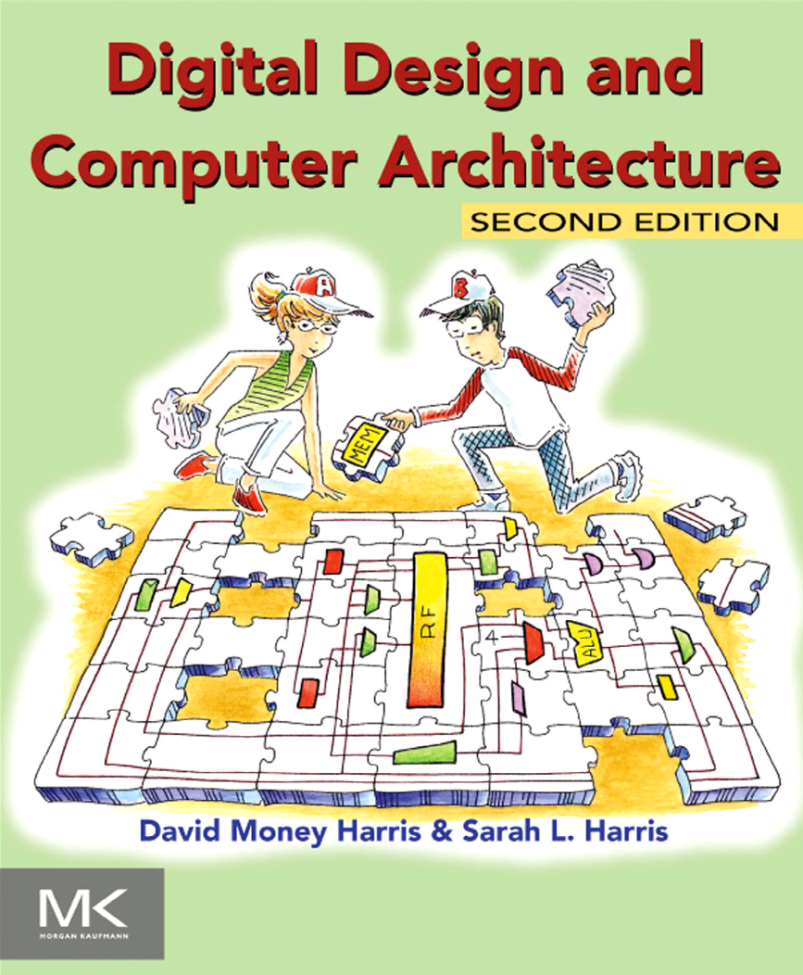 Digital Design and
Computer Architecture
SECOND EDITION
A
B
MEM
RF
4
ALU
David Money Harris & Sarah L. Harris
MK
MORGAN KAUFMANN